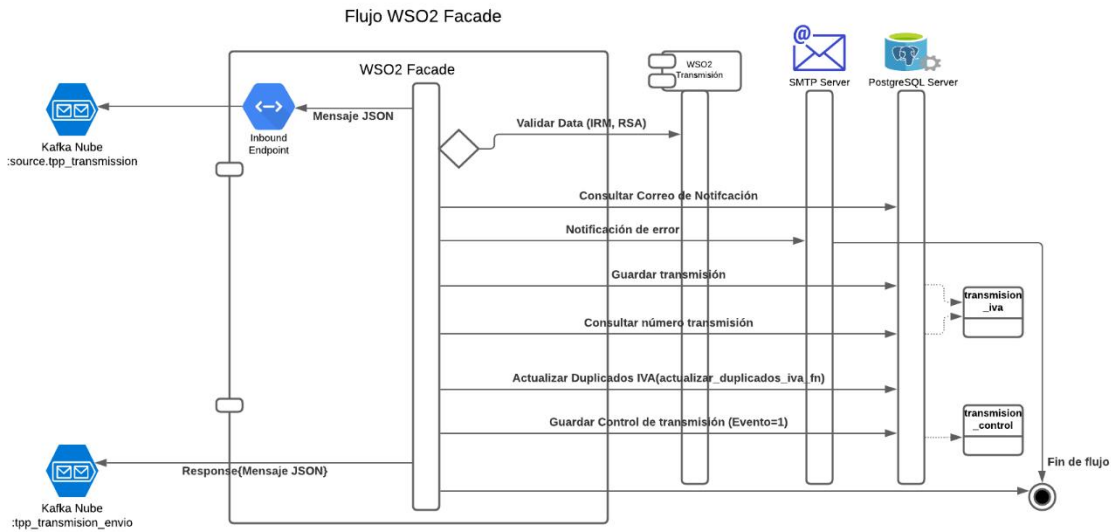 Flujo WSO2 Facade
WSO2 Facade
WSO2
Transmisión
SMTP Server
PostgreSQL Server
Mensaje JSON
Inbound
Endpoint
Kafka Nube
:source.tpp_transmission
Validar Data (IRM, RSA)
Consultar Correo de Notifcación
Notificación de error
Guardar transmisión
transmision
_iva
Consultar número transmisión
Actualizar Duplicados IVA(actualizar_duplicados_iva_fn)
Guardar Control de transmisión (Evento=1)
transmision
_control
Response{Mensaje JSON}
Fin de flujo
Kafka Nube
:tpp_transmision_envio